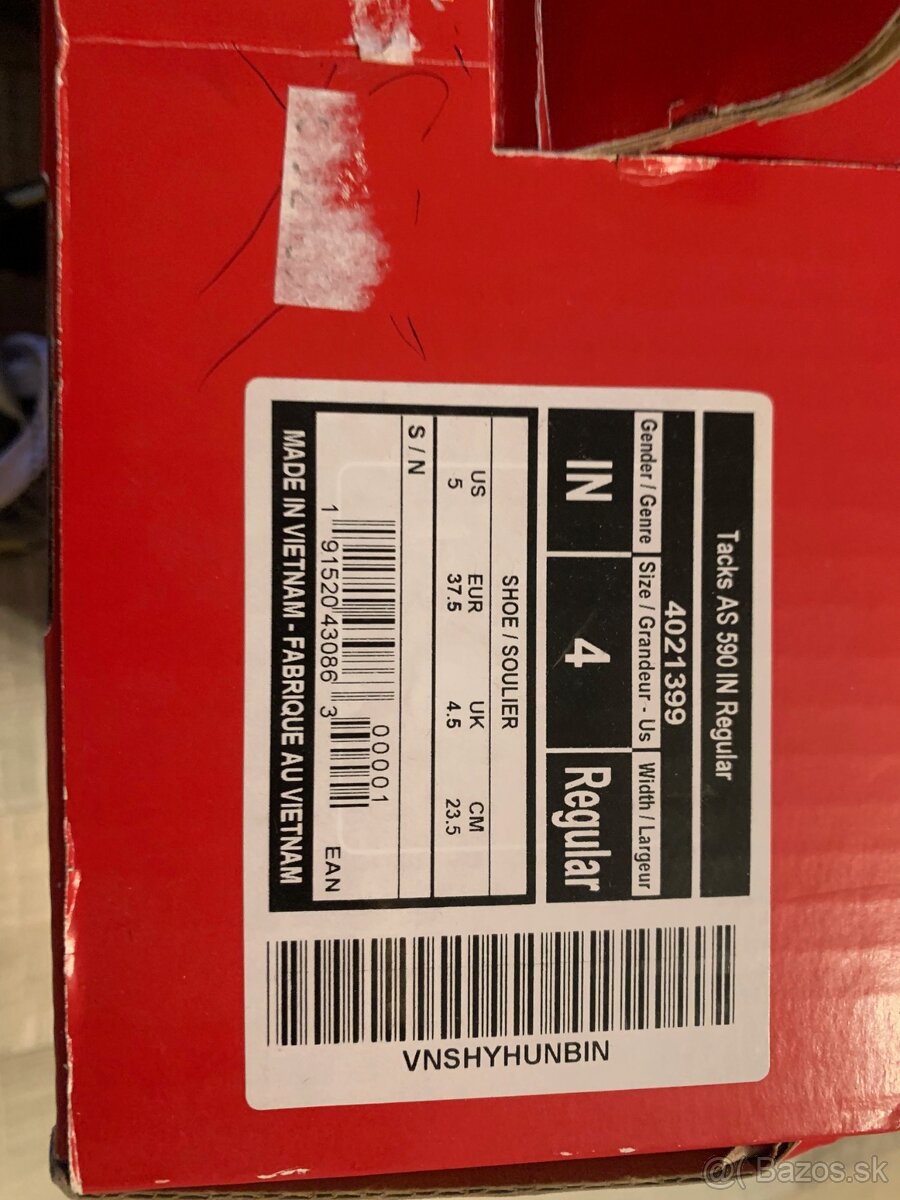 Tacks AS 590 IN Regular
4021399
Gender / Genre Size / Grandeur - Us Width / Largeur
IN 4 Regular
SHOE / SOULIER
US EUR UK CM
5 37.5 4.5 23.5
S / N
00001
1 91520 43086 3 EAN
MADE IN VIETNAM - FABRIQUE AU VIETNAM
VNSHYHUNBIN
@( Bazos.sk